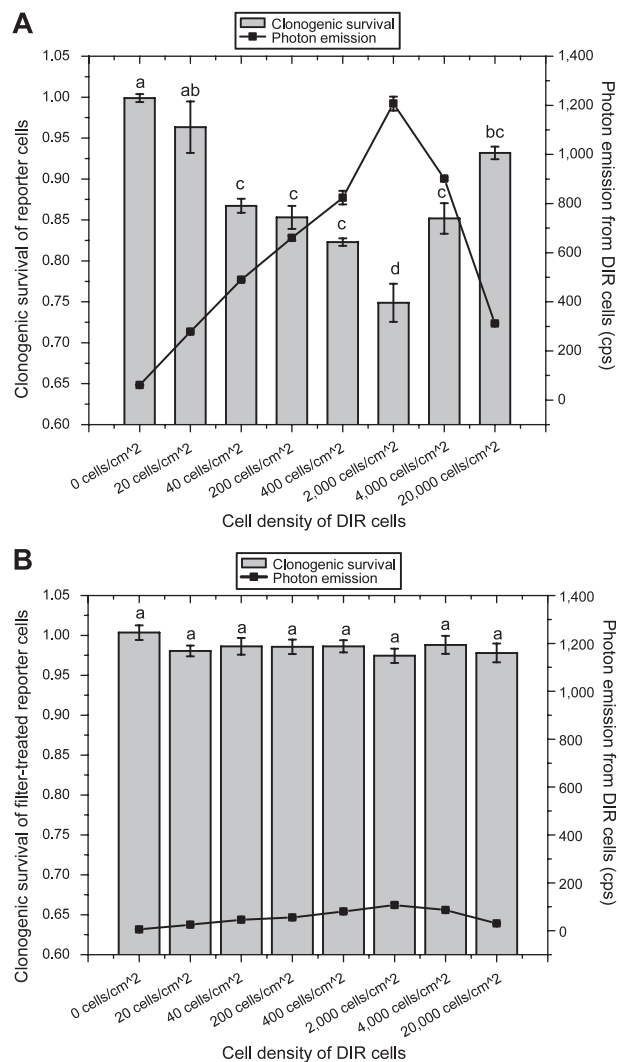 A
Clonogenic survival
Photon emission
Clonogenic survival of reporter cells
1.05
1.00
0.95
0.90
0.85
0.80
0.75
0.70
0.65
0.60
a
ab
c
c
c
d
c
bc
1,400
1,200
1,000
800
600
400
200
0
Photon emission from DIR cells (cps)
0 cells/cm^2
20 cells/cm^2
40 cells/cm^2
200 cells/cm^2
400 cells/cm^2
2,000 cells/cm^2
4,000 cells/cm^2
20,000 cells/cm^2
Cell density of DIR cells
B
Clonogenic survival
Photon emission
Clonogenic survival of filter-treated reporter cells
1.05
1.00
0.95
0.90
0.85
0.80
0.75
0.70
0.65
0.60
a
a
a
a
a
a
a
a
1,400
1,200
1,000
800
600
400
200
0
Photon emission from DIR cells (cps)
0 cells/cm^2
20 cells/cm^2
40 cells/cm^2
200 cells/cm^2
400 cells/cm^2
2,000 cells/cm^2
4,000 cells/cm^2
20,000 cells/cm^2
Cell density of DIR cells